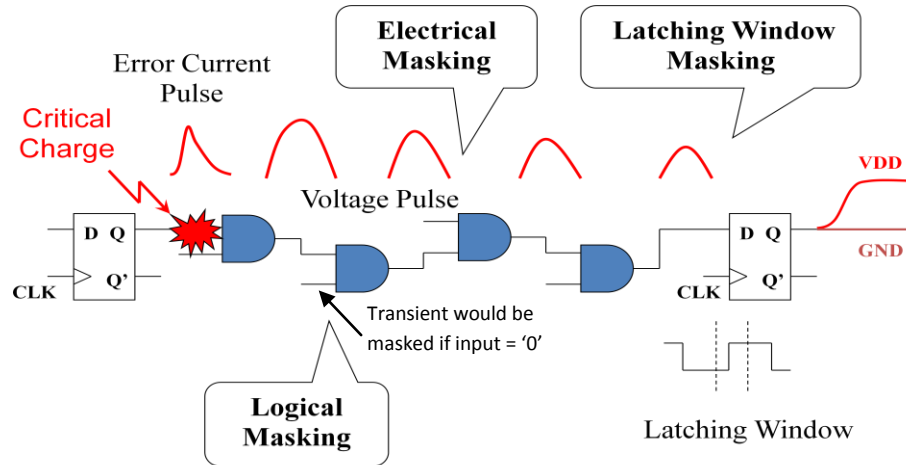 Electrical
Masking
Latching Window
Masking
Error Current
Pulse
Critical
Charge
Voltage Pulse
VDD
D Q
Q’
CLK
D Q
Q’
CLK
GND
Transient would be
masked if input = ‘0’
Logical
Masking
Latching Window